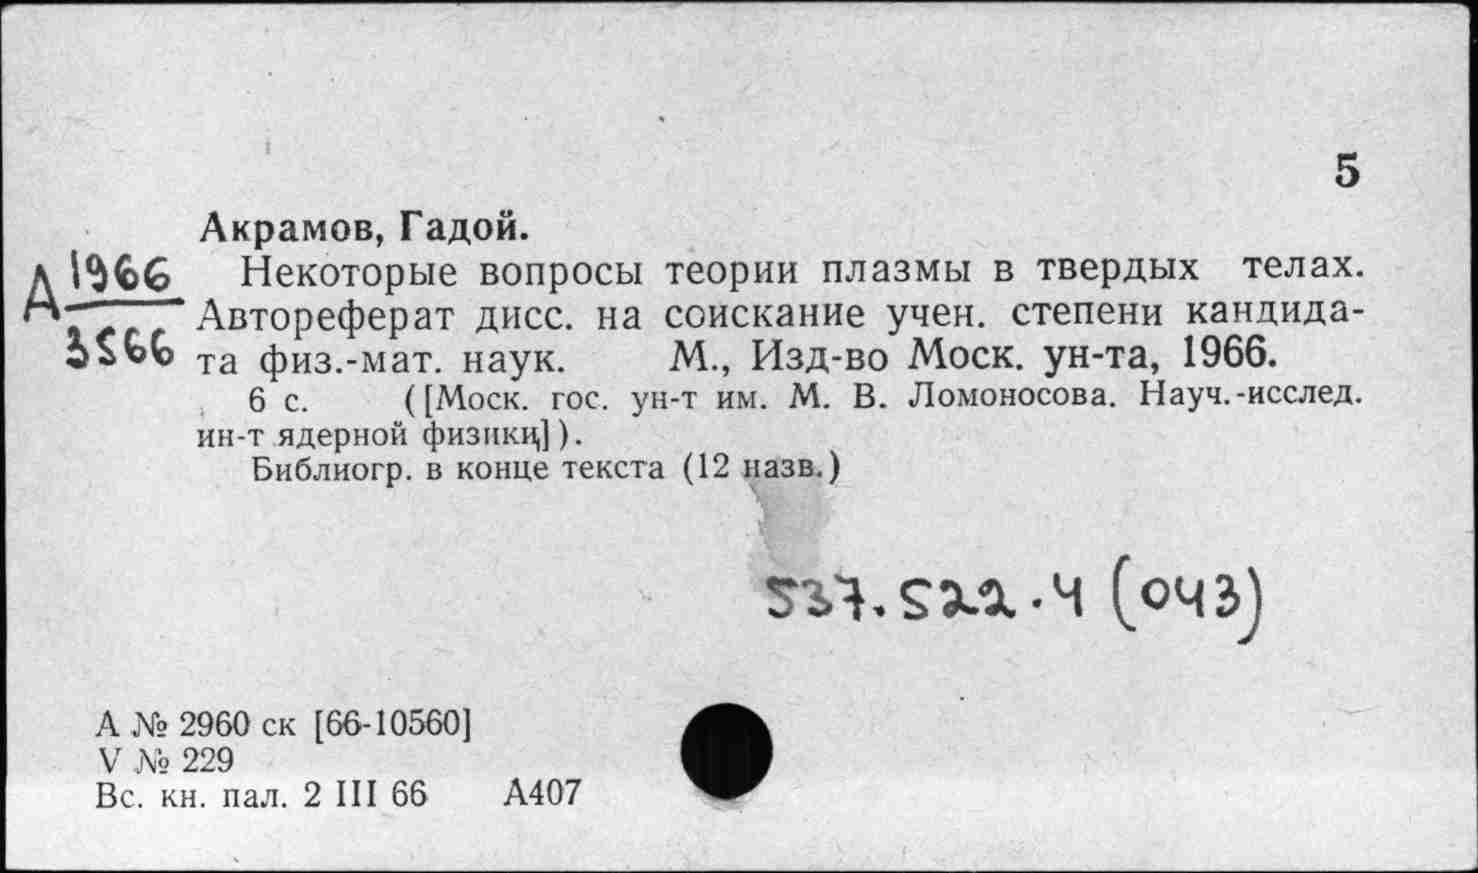 5
Акрамов, Гадой.
А 1966
3566
Некоторые вопросы теории плазмы в твердых телах.
Автореферат дисс. на соискание учен. степени кандида-
та физ.-мат. наук. М., Изд-во Моск. ун-та, 1966.
6 с. ([Моск. гос. ун-т им. М. В. Ломоносова. Науч.-исслед.
ин-т ядерной физики]).
Библиогр. в конце текста (12 назв.)
537.522.4 (043)
А № 2960 ск [66-10560]
V № 229
Вс. кн. пал. 2 III 66 А407